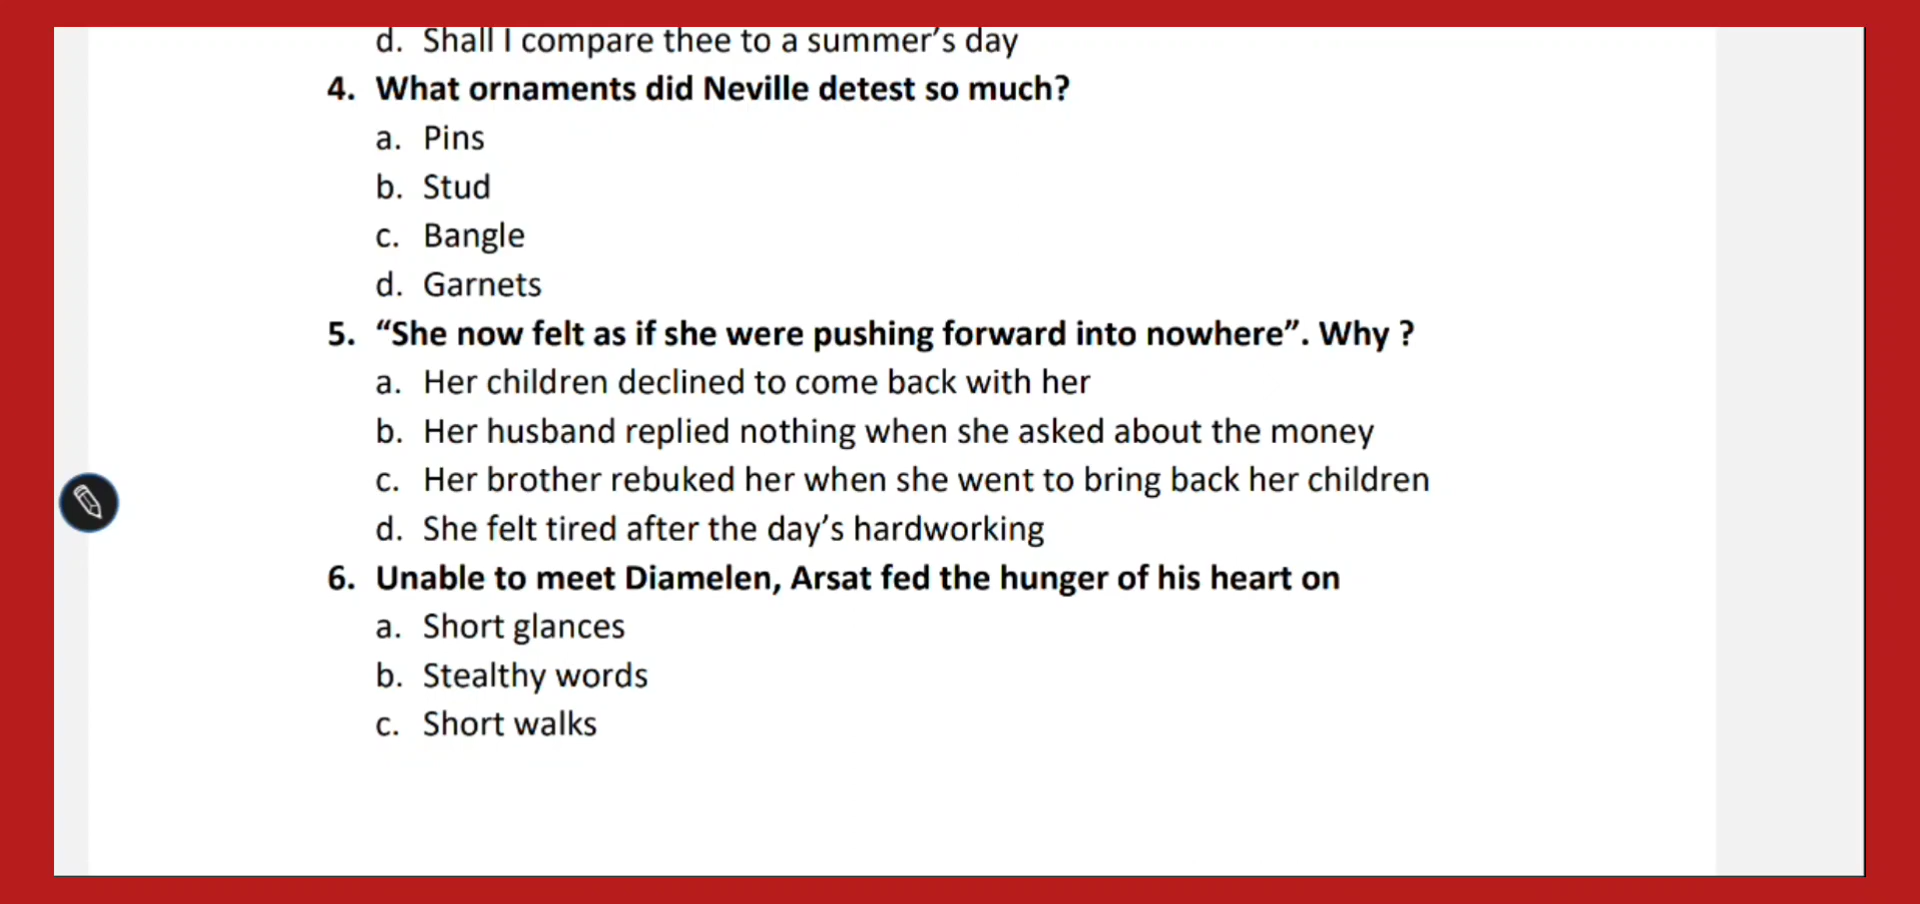 d. Shall I compare thee to a summer's day
4. What ornaments did Neville detest so much?
a. Pins
b. Stud
c. Bangle
d. Garnets
5. “She now felt as if she were pushing forward into nowhere”. Why ?
a. Her children declined to come back with her
b. Her husband replied nothing when she asked about the money
c. Her brother rebuked her when she went to bring back her children
d. She felt tired after the day’s hardworking
6. Unable to meet Diamelen, Arsat fed the hunger of his heart on
a. Short glances
b. Stealthy words
c. Short walks